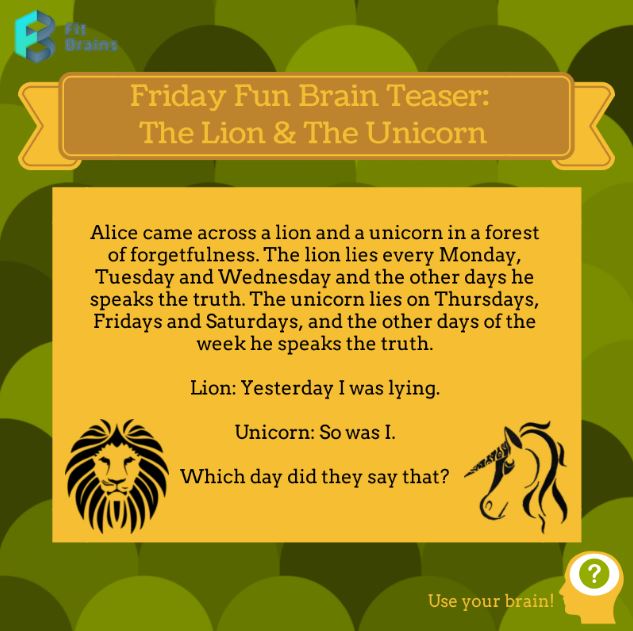 Fit
Brains
Friday Fun Brain Teaser:
The Lion & The Unicorn
Alice came across a lion and a unicorn in a forest
of forgetfulness. The lion lies every Monday,
Tuesday and Wednesday and the other days he
speaks the truth. The unicorn lies on Thursdays,
Fridays and Saturdays, and the other days of the
week he speaks the truth.
Lion: Yesterday I was lying.
Unicorn: So was I.
Which day did they say that?
?
Use your brain!